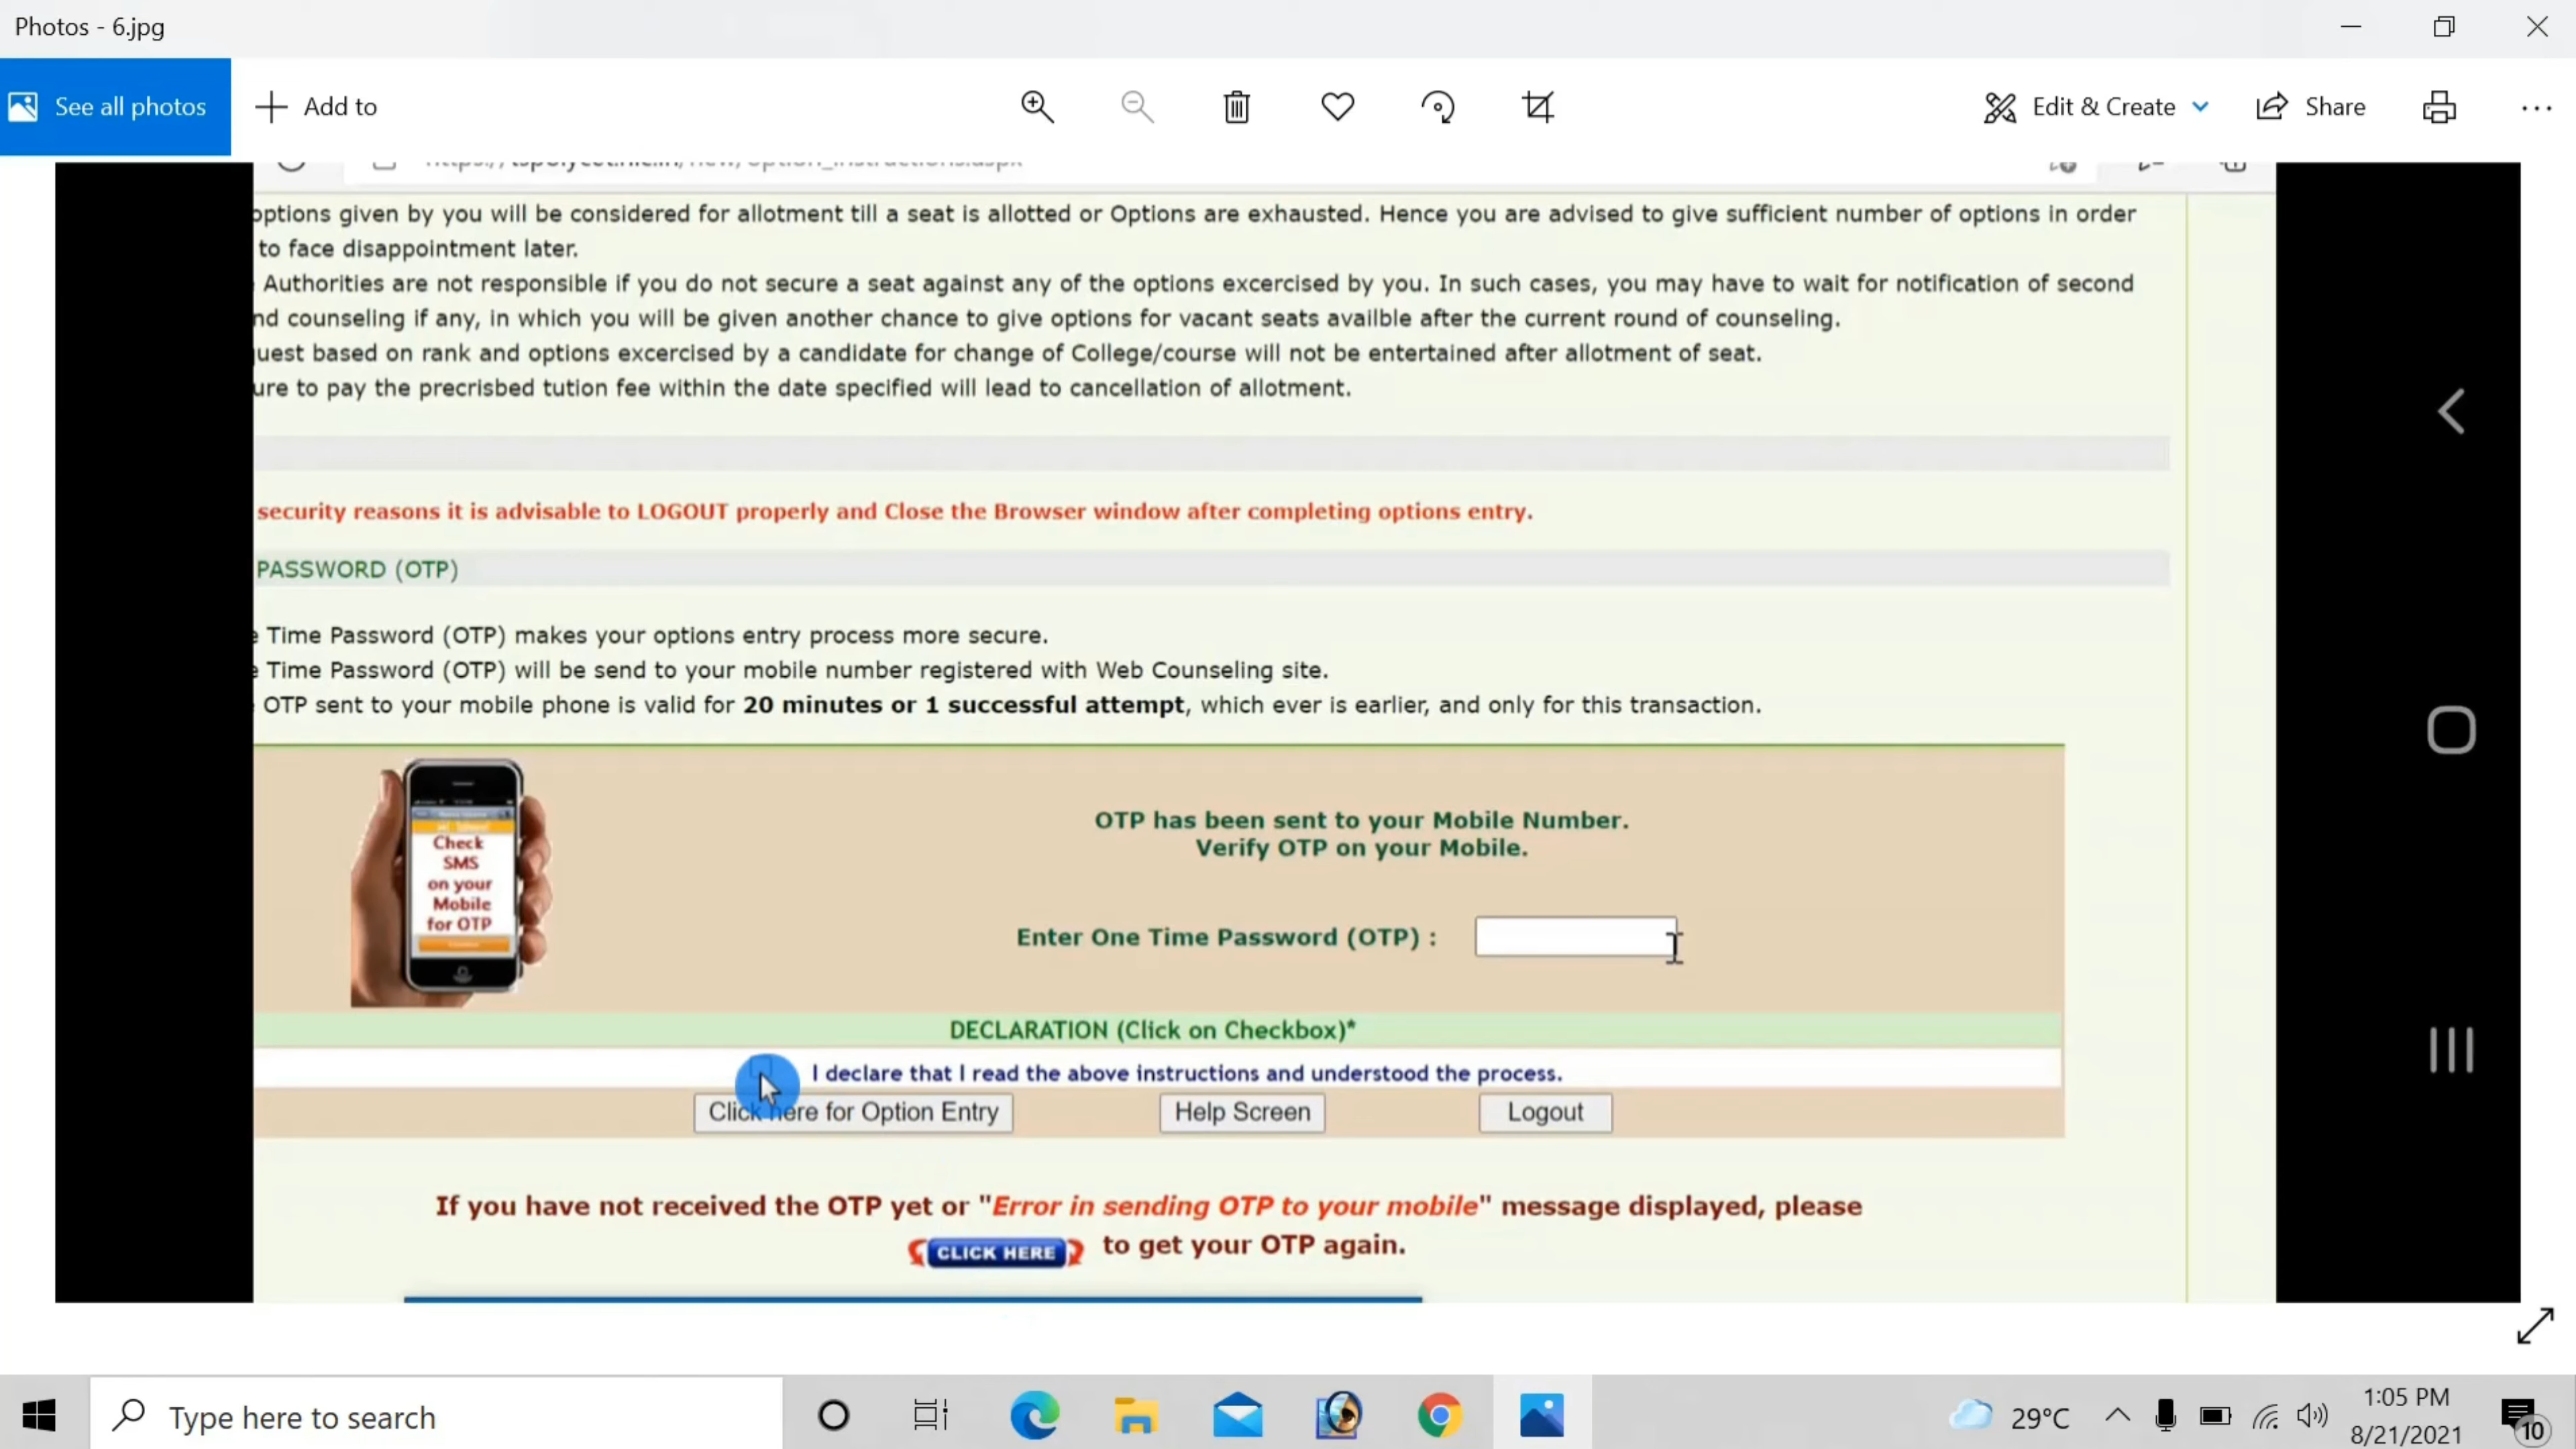 Photos - 6.jpg
See all photos
Add to
Edit & Create
Share
options given by you will be considered for allotment till a seat is allotted or Options are exhausted. Hence you are advised to give sufficient number of options in order
to face disappointment later.
Authorities are not responsible if you do not secure a seat against any of the options excercised by you. In such cases, you may have to wait for notification of second
nd counseling if any, in which you will be given another chance to give options for vacant seats availble after the current round of counseling.
uest based on rank and options excercised by a candidate for change of College/course will not be entertained after allotment of seat.
ure to pay the precrisbed tution fee within the date specified will lead to cancellation of allotment.
security reasons it is advisable to LOGOUT properly and Close the Browser window after completing options entry.
PASSWORD (OTP)
e Time Password (OTP) makes your options entry process more secure.
e Time Password (OTP) will be send to your mobile number registered with Web Counseling site.
OTP sent to your mobile phone is valid for 20 minutes or 1 successful attempt, which ever is earlier, and only for this transaction.
Check
SMS
on your
Mobile
for OTP
OTP has been sent to your Mobile Number.
Verify OTP on your Mobile.
Enter One Time Password (OTP) :
DECLARATION (Click on Checkbox)*
I declare that I read the above instructions and understood the process.
Click here for Option Entry
Help Screen
Logout
If you have not received the OTP yet or "Error in sending OTP to your mobile" message displayed, please
CLICK HERE to get your OTP again.
Type here to search
29°C
1:05 PM
8/21/2021
10